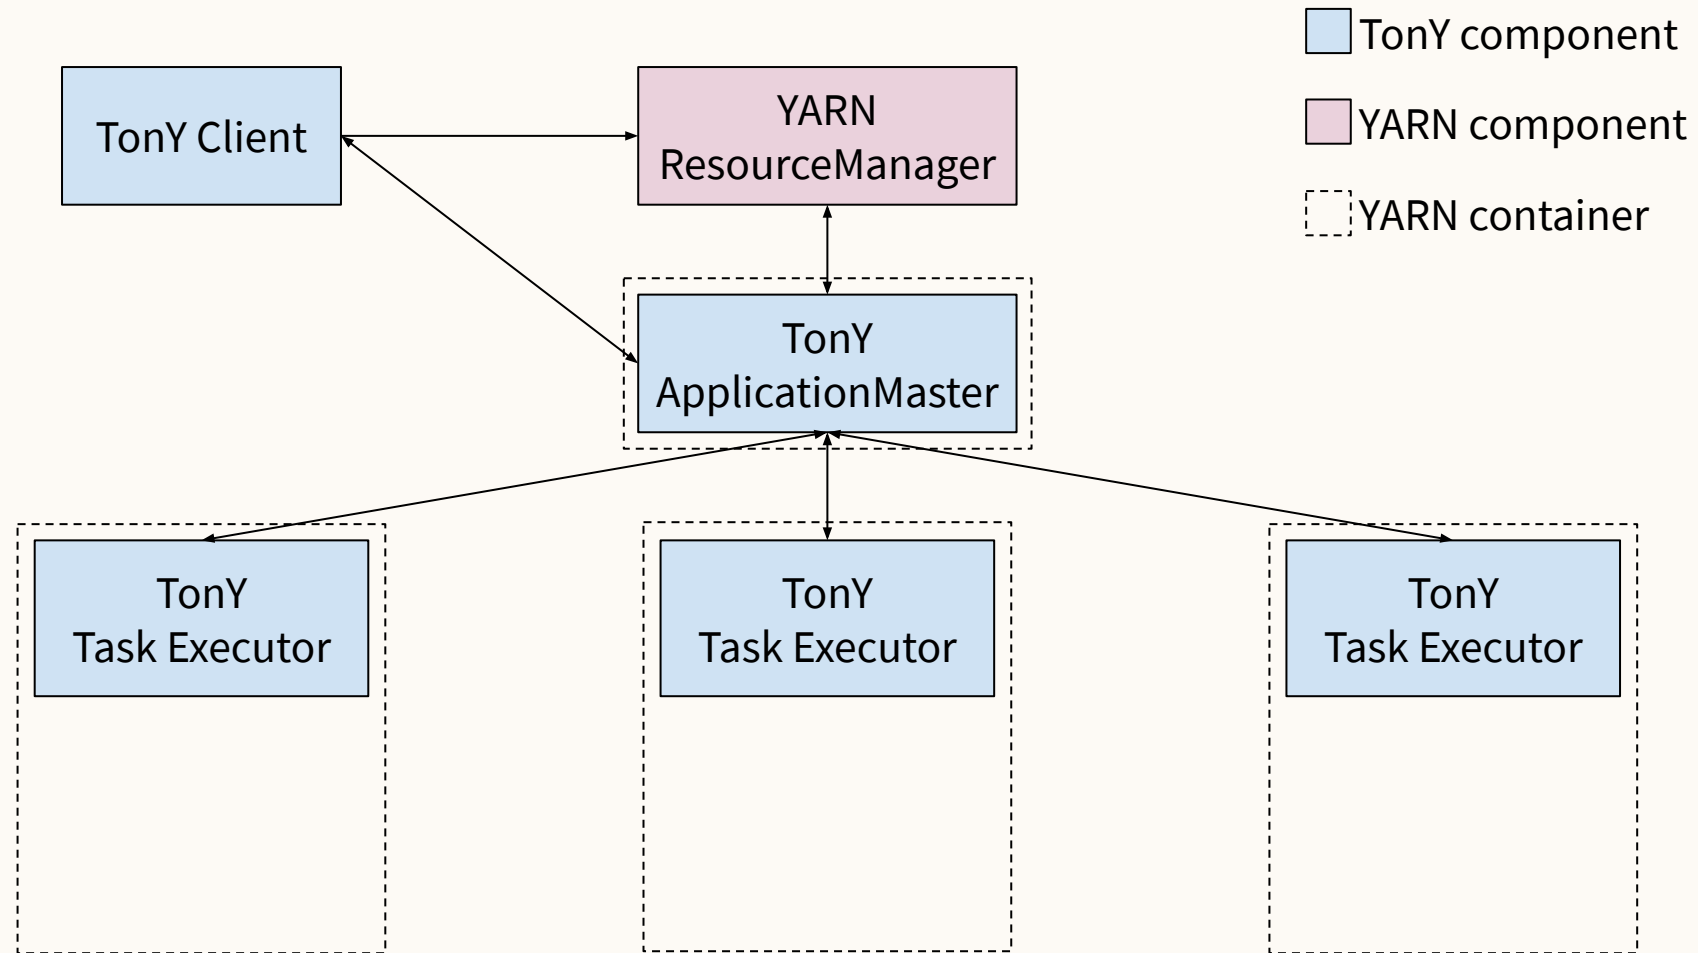 TonY component
TonY Client
YARN
ResourceManager
YARN component
YARN container
TonY
ApplicationMaster
TonY
Task Executor
TonY
Task Executor
TonY
Task Executor